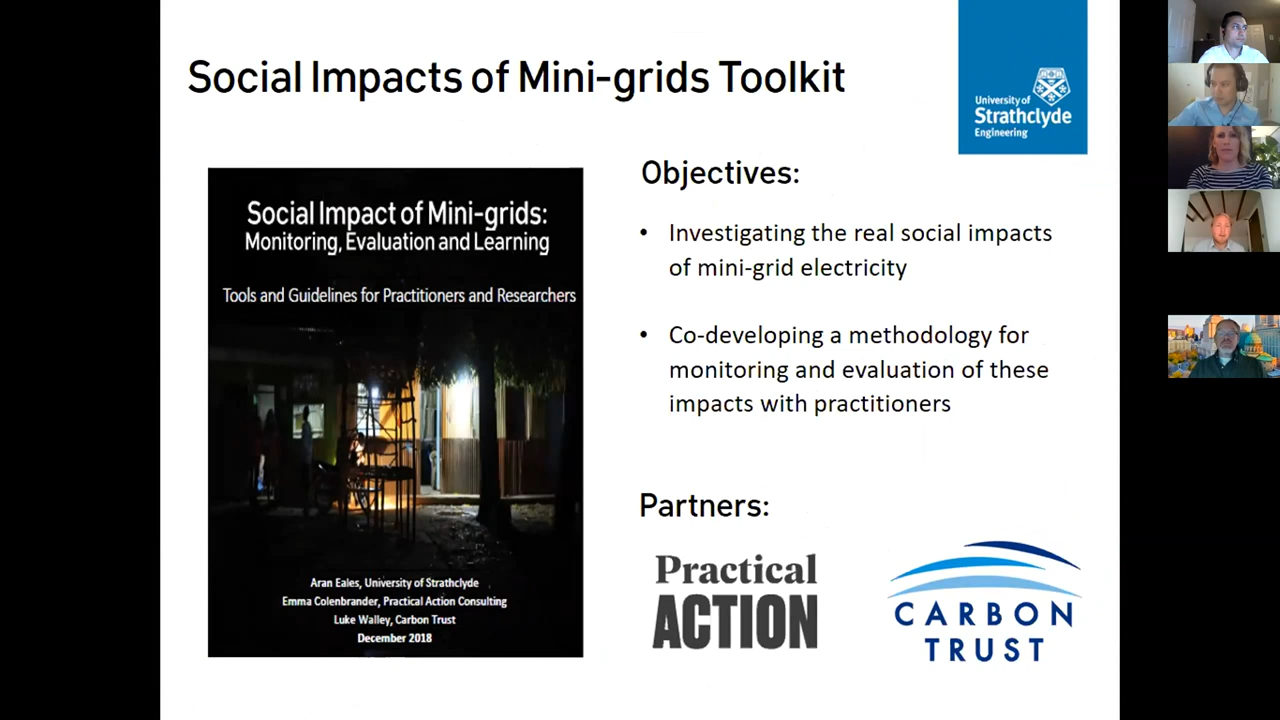 Social Impacts of Mini-grids Toolkit
University of
Strathclyde
Engineering
Social Impact of Mini-grids:
Monitoring, Evaluation and Learning
Tools and Guidelines for Practitioners and Researchers
Aran Eales, University of Strathclyde
Emma Colenbrander, Practical Action Consulting
Luke Walley, Carbon Trust
December 2018
Objectives:
• Investigating the real social impacts
of mini-grid electricity
• Co-developing a methodology for
monitoring and evaluation of these
impacts with practitioners
Partners:
Practical
ACTION
CARBON
TRUST